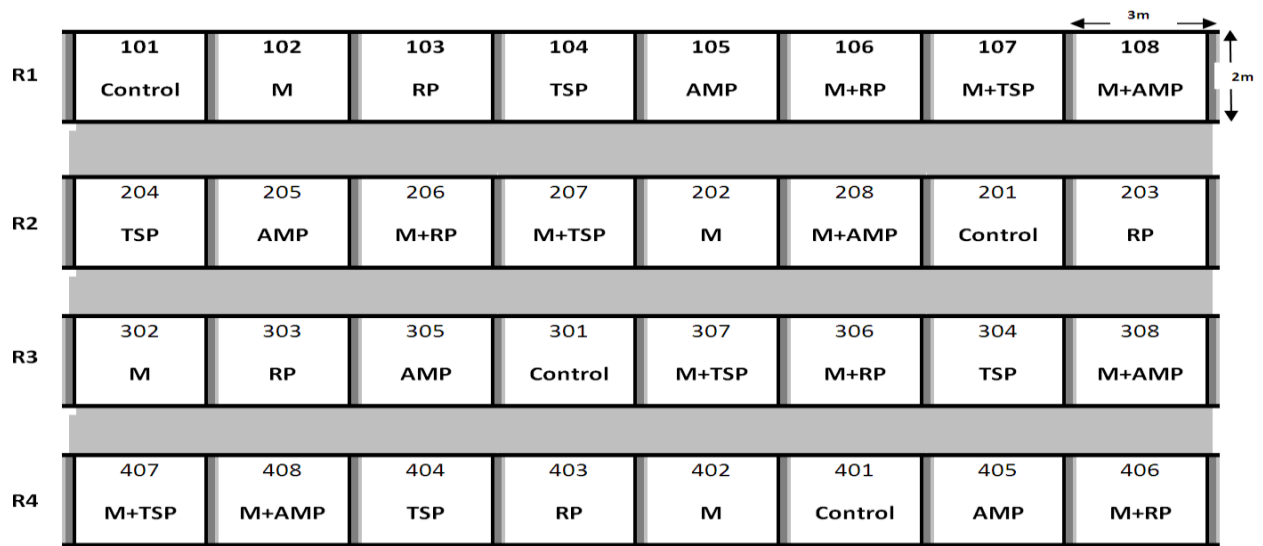 3m
101 102 103 104 105 106 107 108
R1
2m
Control M RP TSP AMP M+RP M+TSP M+AMP
204 205 206 207 202 208 201 203
R2
TSP AMP M+RP M+TSP M M+AMP Control RP
302 303 305 301 307 306 304 308
R3
M RP AMP Control M+TSP M+RP TSP M+AMP
407 408 404 403 402 401 405 406
R4
M+TSP M+AMP TSP RP M Control AMP M+RP